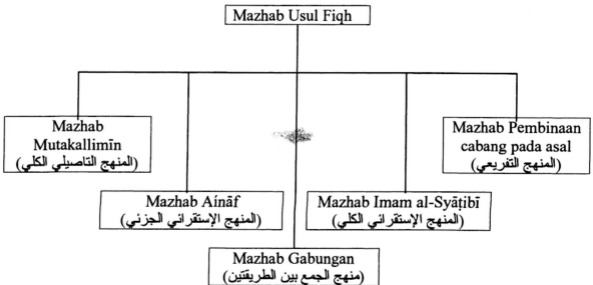 Mazhab Usul Fiqh
Mazhab
Mutakallimīn
(المنهج التاصيلي الكلي)
Mazhab Pembinaan
cabang pada asal
(المنهج التفريعي)
Mazhab Aínāf
(المنهج الإستقرائي الجزئي)
Mazhab Imam al-Syāṭibī
(المنهج الإستقرائي الكلي)
Mazhab Gabungan
(منهج الجمع بين الطريقتين)